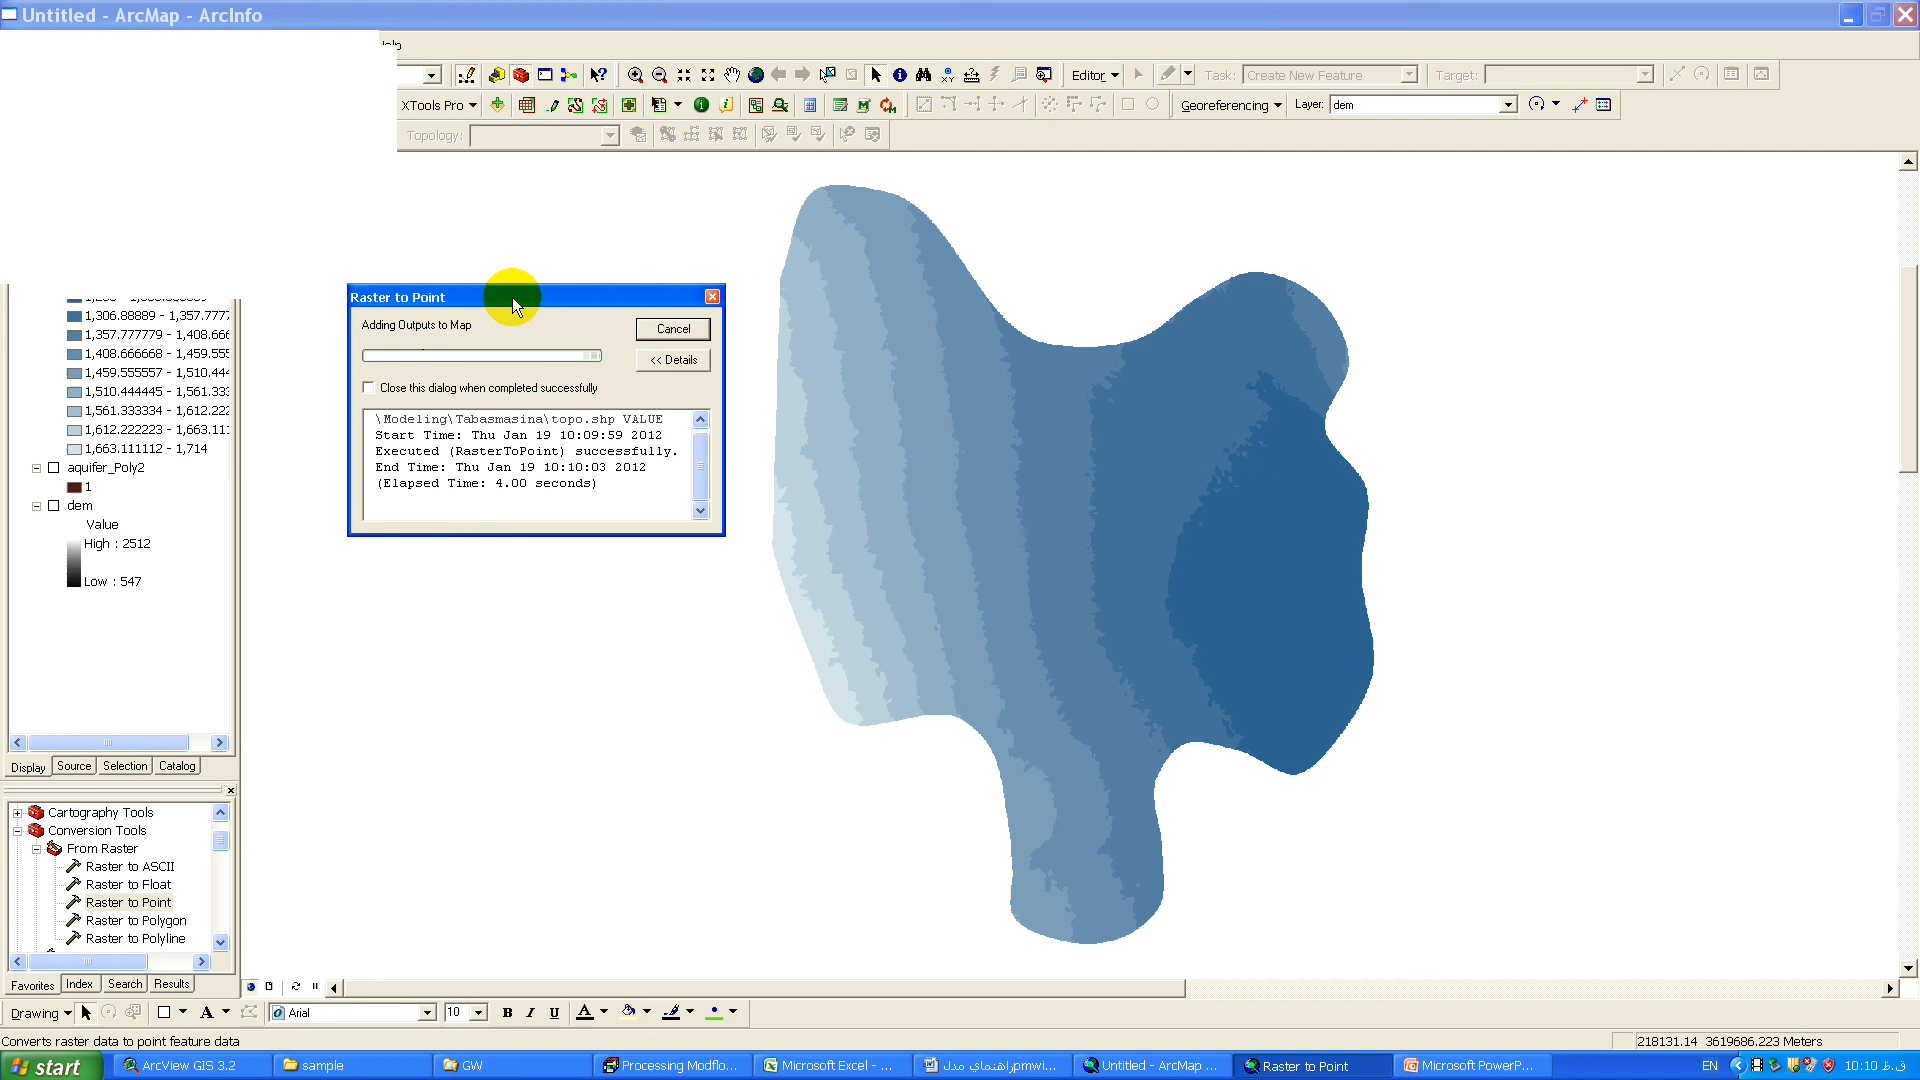 Untitled - ArcMap - ArcInfo
Editor
Task:
Create New Feature
Target:
XTools Pro
Georeferencing
Layer:
dem
Topology:
1,306.88889 - 1,357.7777
1,357.777779 - 1,408.666
1,408.666668 - 1,459.555
1,459.555557 - 1,510.444
1,510.444445 - 1,561.333
1,561.333334 - 1,612.222
1,612.222223 - 1,663.111
1,663.111112 - 1,714
aquifer_Poly2
1
dem
Value
High : 2512
Low : 547
Display
Source
Selection
Catalog
Raster to Point
Adding Outputs to Map
Cancel
<< Details
Close this dialog when completed successfully
\Modeling\Tabasmasina\topo.shp VALUE
Start Time: Thu Jan 19 10:09:59 2012
Executed (RasterToPoint) successfully.
End Time: Thu Jan 19 10:10:03 2012
(Elapsed Time: 4.00 seconds)
Cartography Tools
Conversion Tools
From Raster
Raster to ASCII
Raster to Float
Raster to Point
Raster to Polygon
Raster to Polyline
Favorites
Index
Search
Results
Drawing
A
Arial
10
B
I
U
A
Converts raster data to point feature data
218131.14 3619686.223 Meters
start
ArcView GIS 3.2
sample
GW
Processing Modflo...
Microsoft Excel - ...
راهنماي مدلpmwi...
Untitled - ArcMap ...
Raster to Point
Microsoft PowerP...
EN
10:10 ق.ظ